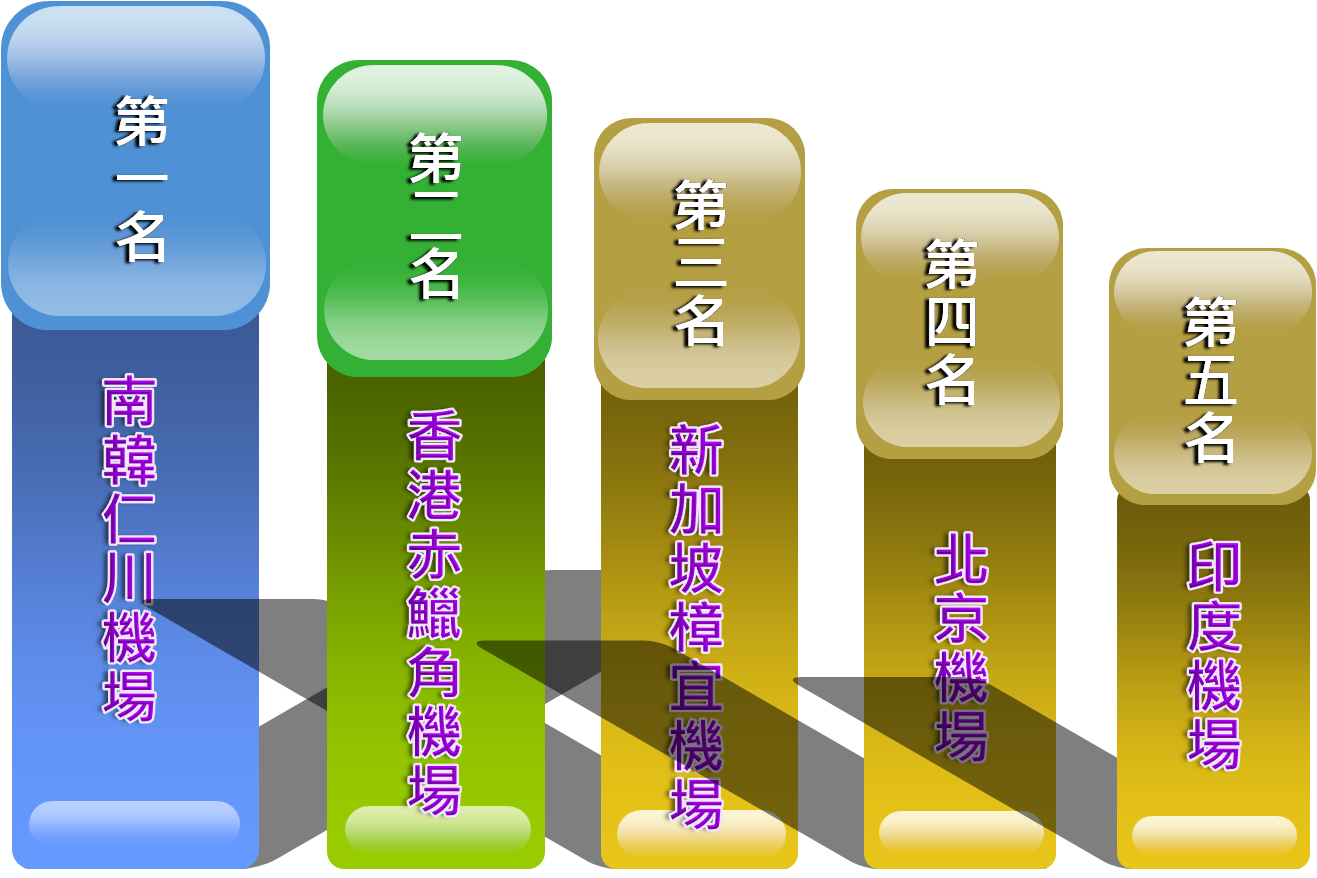 第一名
南韓仁川機場
第二名
香港赤鱲角機場
第三名
新加坡樟宜機場
第四名
北京機場
第五名
印度機場